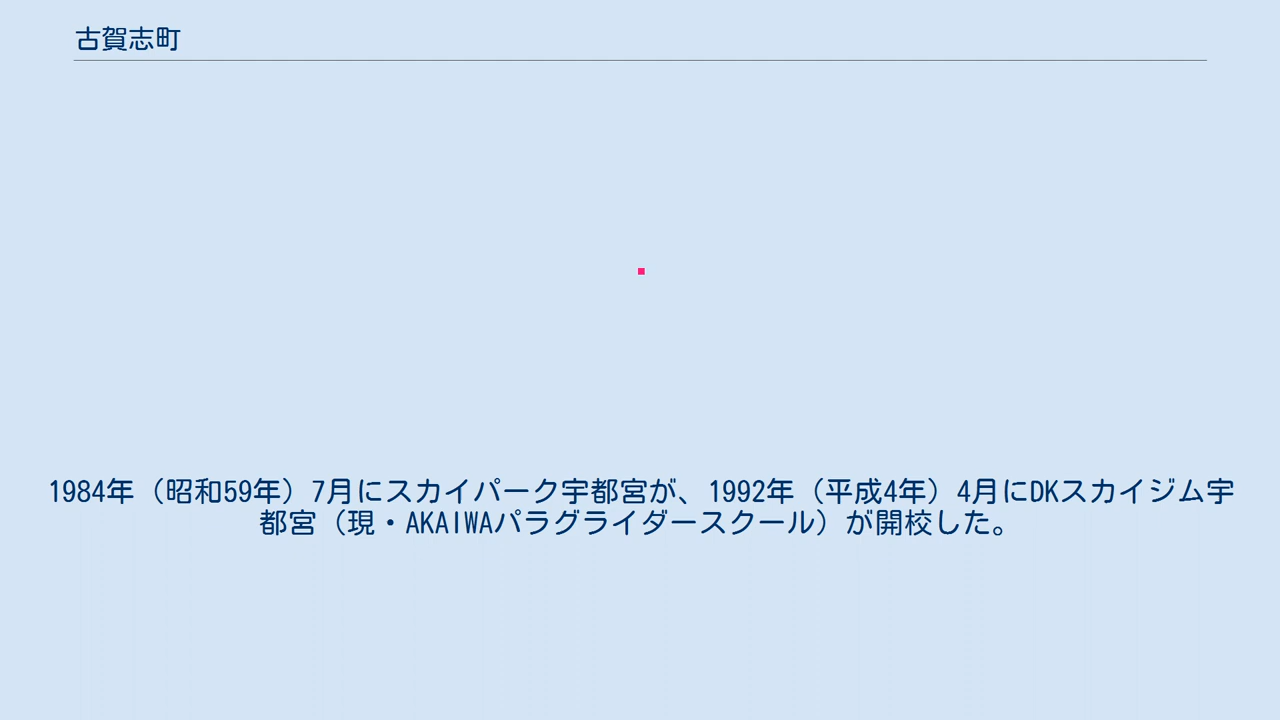 古賀志町
1984年（昭和59年）7月にスカイパーク宇都宮が、1992年（平成4年）4月にDKスカイジム宇
都宮（現・AKAIWAパラグライダースクール）が開校した。